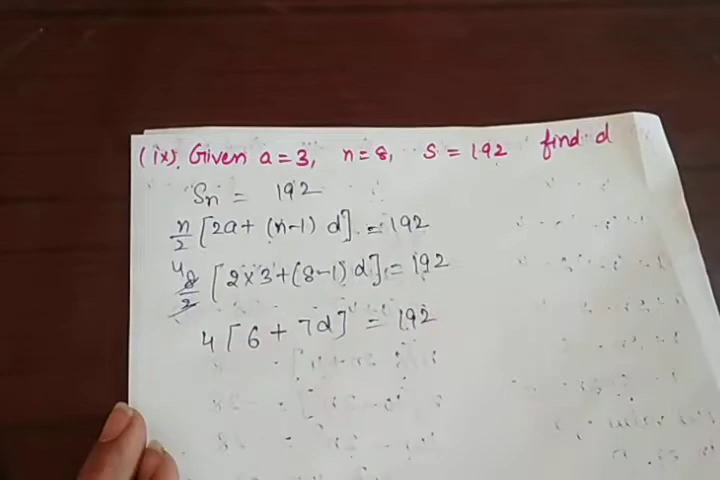 (ix). Given a = 3, n = 8, S = 192 find d
Sn = 192
n/2 [2a + (n-1) d] = 192
4 8/2 [2×3+(8-1) d] = 192
4 [6 + 7d] = 192